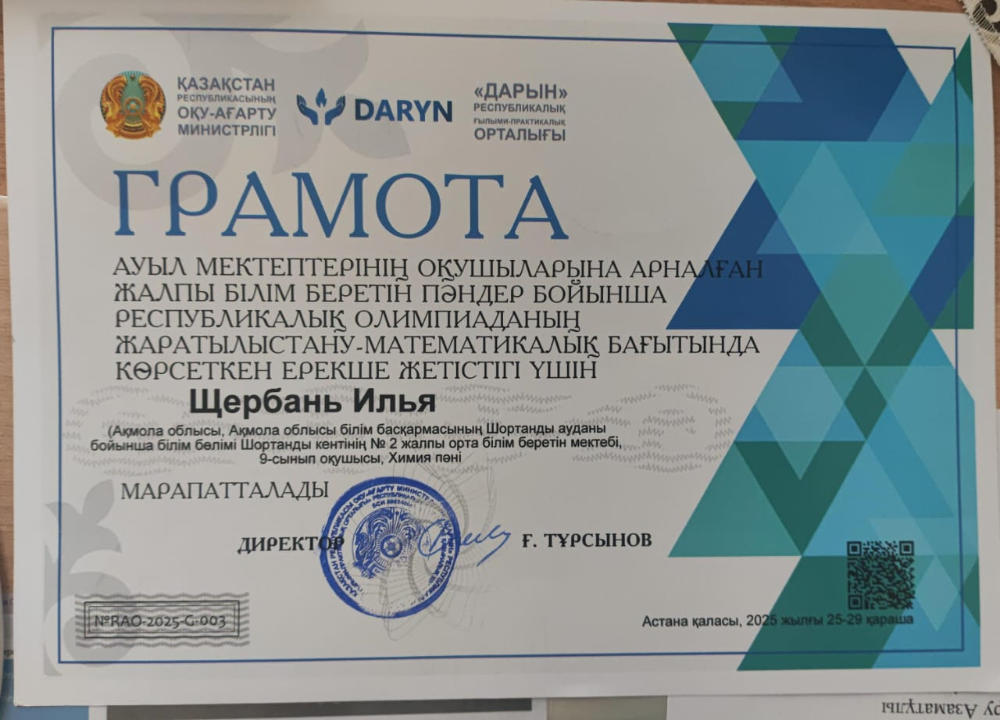 ҚАЗАҚСТАН
РЕСПУБЛИКАСЫНЫҢ
ОҚУ-АҒАРТУ
МИНИСТРЛІГІ
DARYN
«ДАРЫН»
РЕСПУБЛИКАЛЫҚ
ҒЫЛЫМИ-ПРАКТИКАЛЫҚ
ОРТАЛЫҒЫ
ГРАМОТА
АУЫЛ МЕКТЕПТЕРІНІҢ ОҚУШЫЛАРЫНА АРНАЛҒАН
ЖАЛПЫ БІЛІМ БЕРЕТІН ПӘНДЕР БОЙЫНША
РЕСПУБЛИКАЛЫҚ ОЛИМПИАДАНЫҢ
ЖАРАТЫЛЫСТАНУ-МАТЕМАТИКАЛЫҚ БАҒЫТЫНДА
КӨРСЕТКЕН ЕРЕКШЕ ЖЕТІСТІГІ ҮШІН
Щербань Илья
(Ақмола облысы, Ақмола облысы білім басқармасының Шортанды ауданы
бойынша білім бөлімі Шортанды кентінің № 2 жалпы орта білім беретін мектебі,
9-сынып оқушысы, Химия пәні
МАРАПАТТАЛАДЫ
ДИРЕКТОР
Ғ. ТҰРСЫНОВ
№RAO-2025-G-003
Астана қаласы, 2025 жылғы 25-29 қараша
Азаматұлы